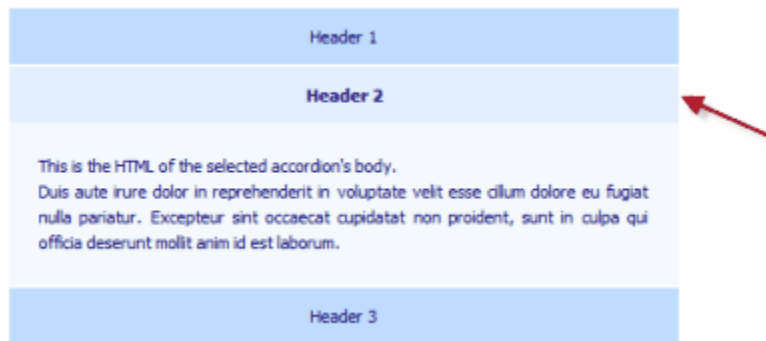 Header 1
Header 2
This is the HTML of the selected accordion's body.
Duis aute irure dolor in reprehenderit in voluptate velit esse cillum dolore eu fugiat
nulla pariatur. Excepteur sint occaecat cupidatat non proident, sunt in culpa qui
officia deserunt mollit anim id est laborum.
Header 3